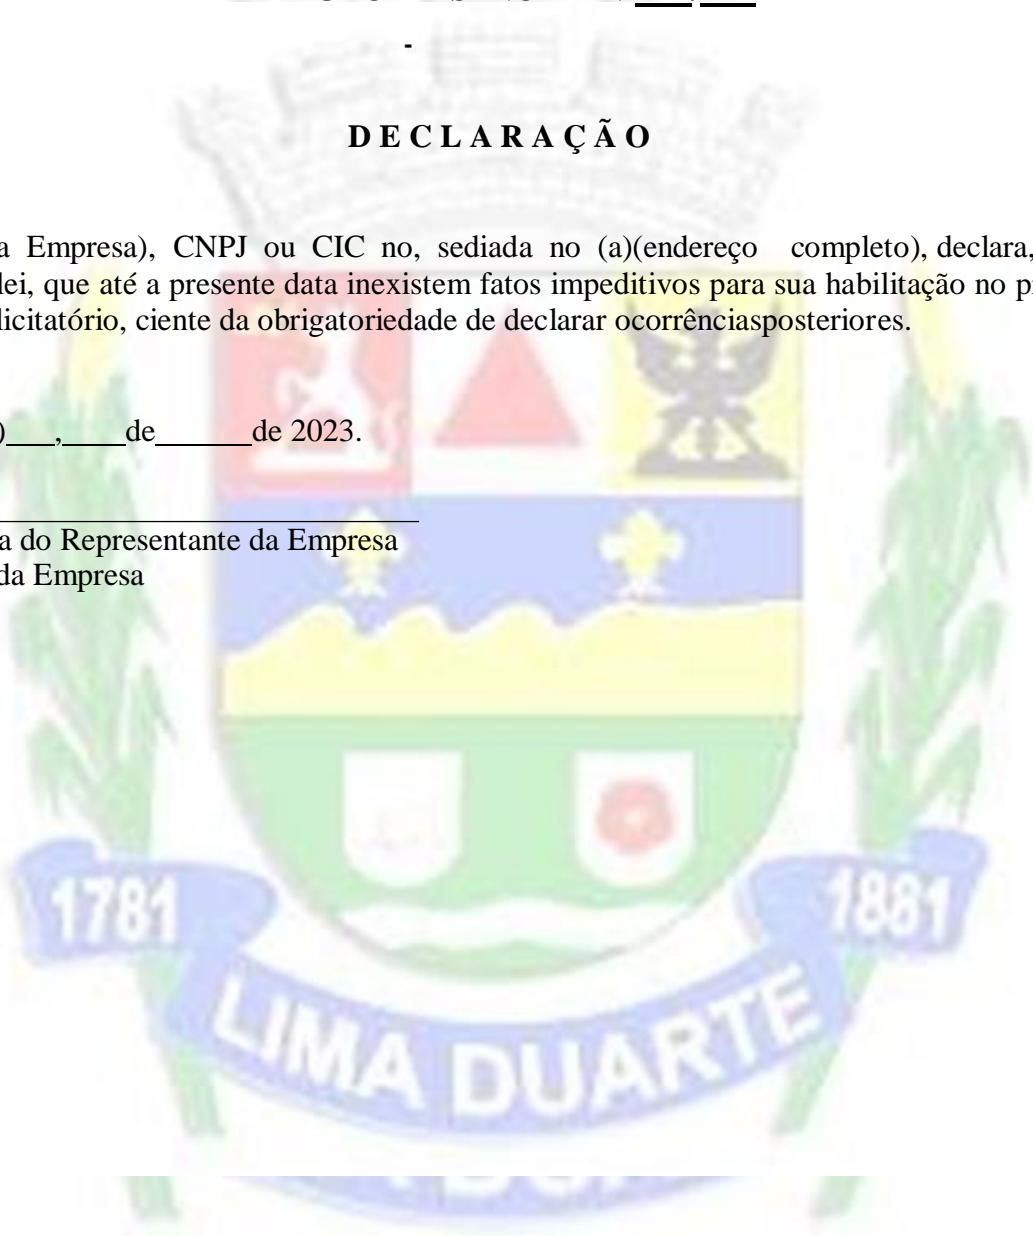 -
D E C L A R A Ç Ã O
a Empresa), CNPJ ou CIC no, sediada no (a)(endereço completo), declara,
lei, que até a presente data inexistem fatos impeditivos para sua habilitação no p
licitatório, ciente da obrigatoriedade de declarar ocorrênciasposteriores.
)___,____de______de 2023.
a do Representante da Empresa
da Empresa
1781
1881
LIMA DUARTE